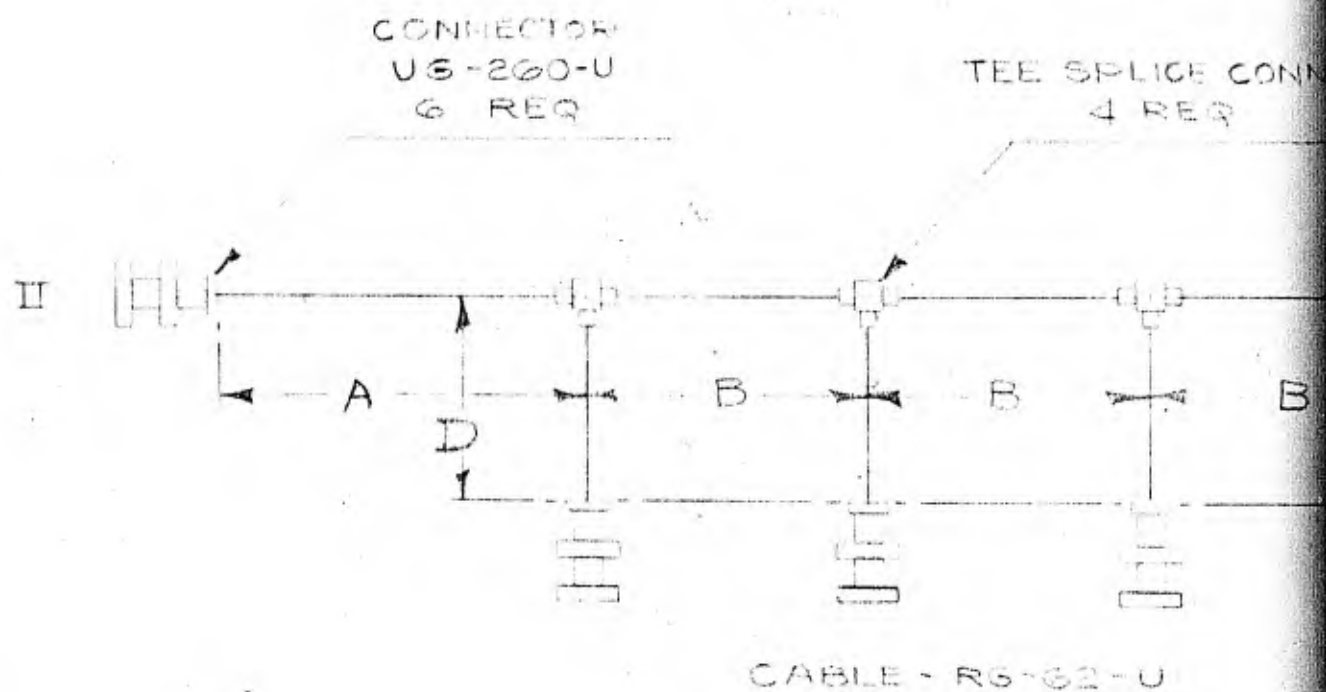 CONNECTOR
UG-260-U
6 REQ
TEE SPLICE CONN
4 REQ
II
A
B
B
B
D
CABLE - RG-62-U